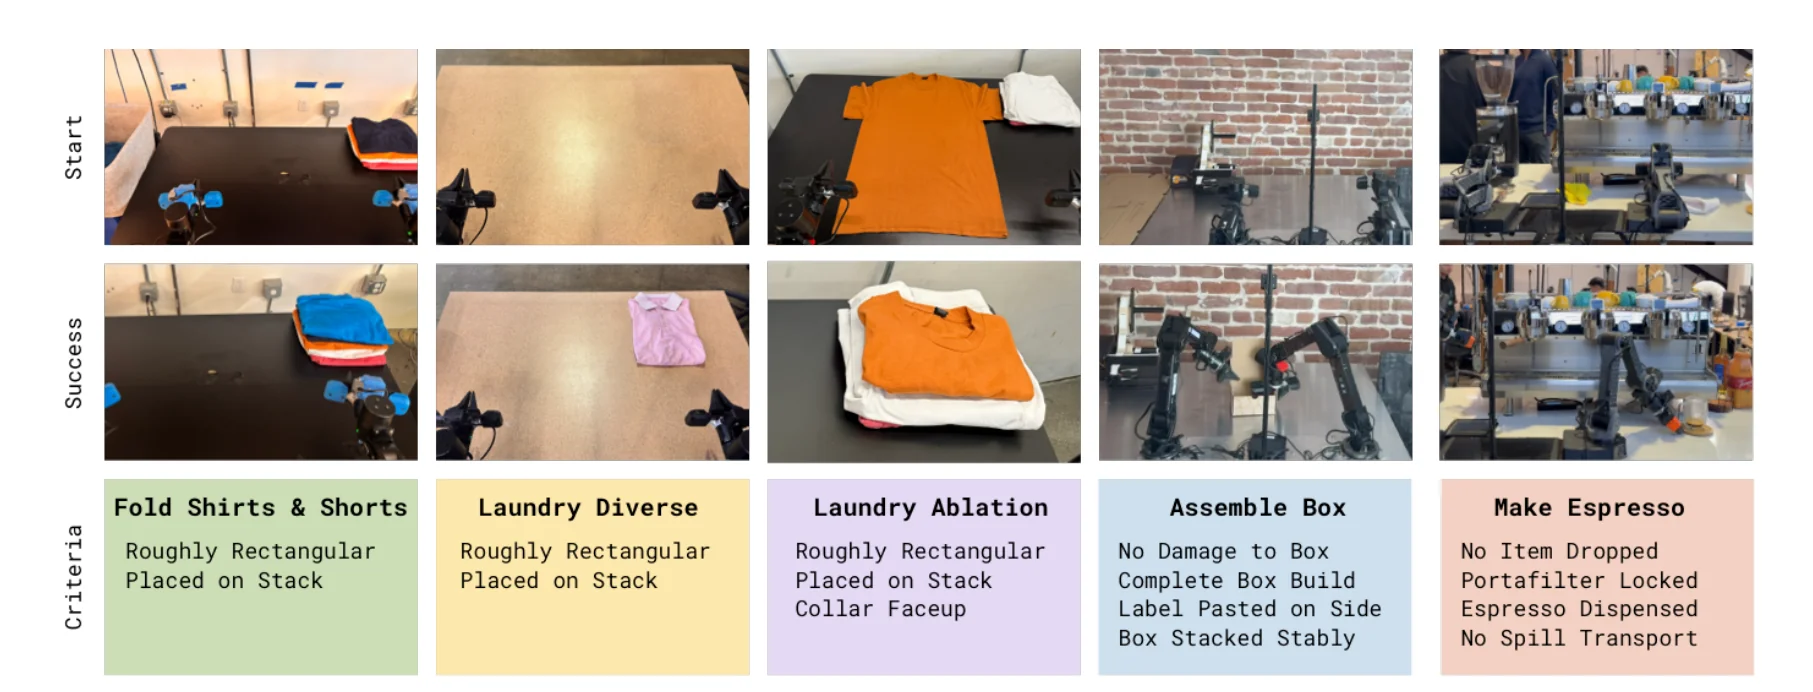 Start
Success
Criteria
Fold Shirts & Shorts
Roughly Rectangular
Placed on Stack
Laundry Diverse
Roughly Rectangular
Placed on Stack
Laundry Ablation
Roughly Rectangular
Placed on Stack
Collar Faceup
Assemble Box
No Damage to Box
Complete Box Build
Label Pasted on Side
Box Stacked Stably
Make Espresso
No Item Dropped
Portafilter Locked
Espresso Dispensed
No Spill Transport